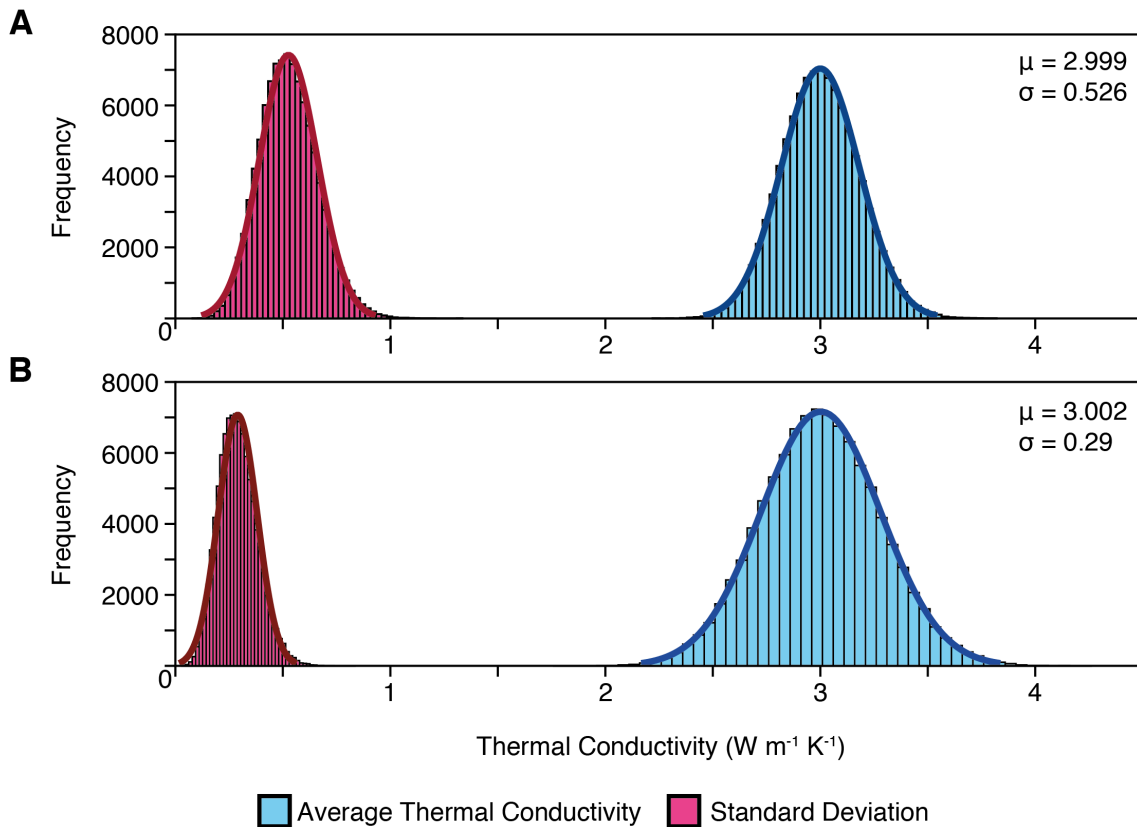 A
8000
6000
4000
2000
0
Frequency
1
2
3
4
μ = 2.999
σ = 0.526
B
8000
6000
4000
2000
0
Frequency
1
2
3
4
μ = 3.002
σ = 0.29
Thermal Conductivity (W m⁻¹ K⁻¹)
Average Thermal Conductivity
Standard Deviation